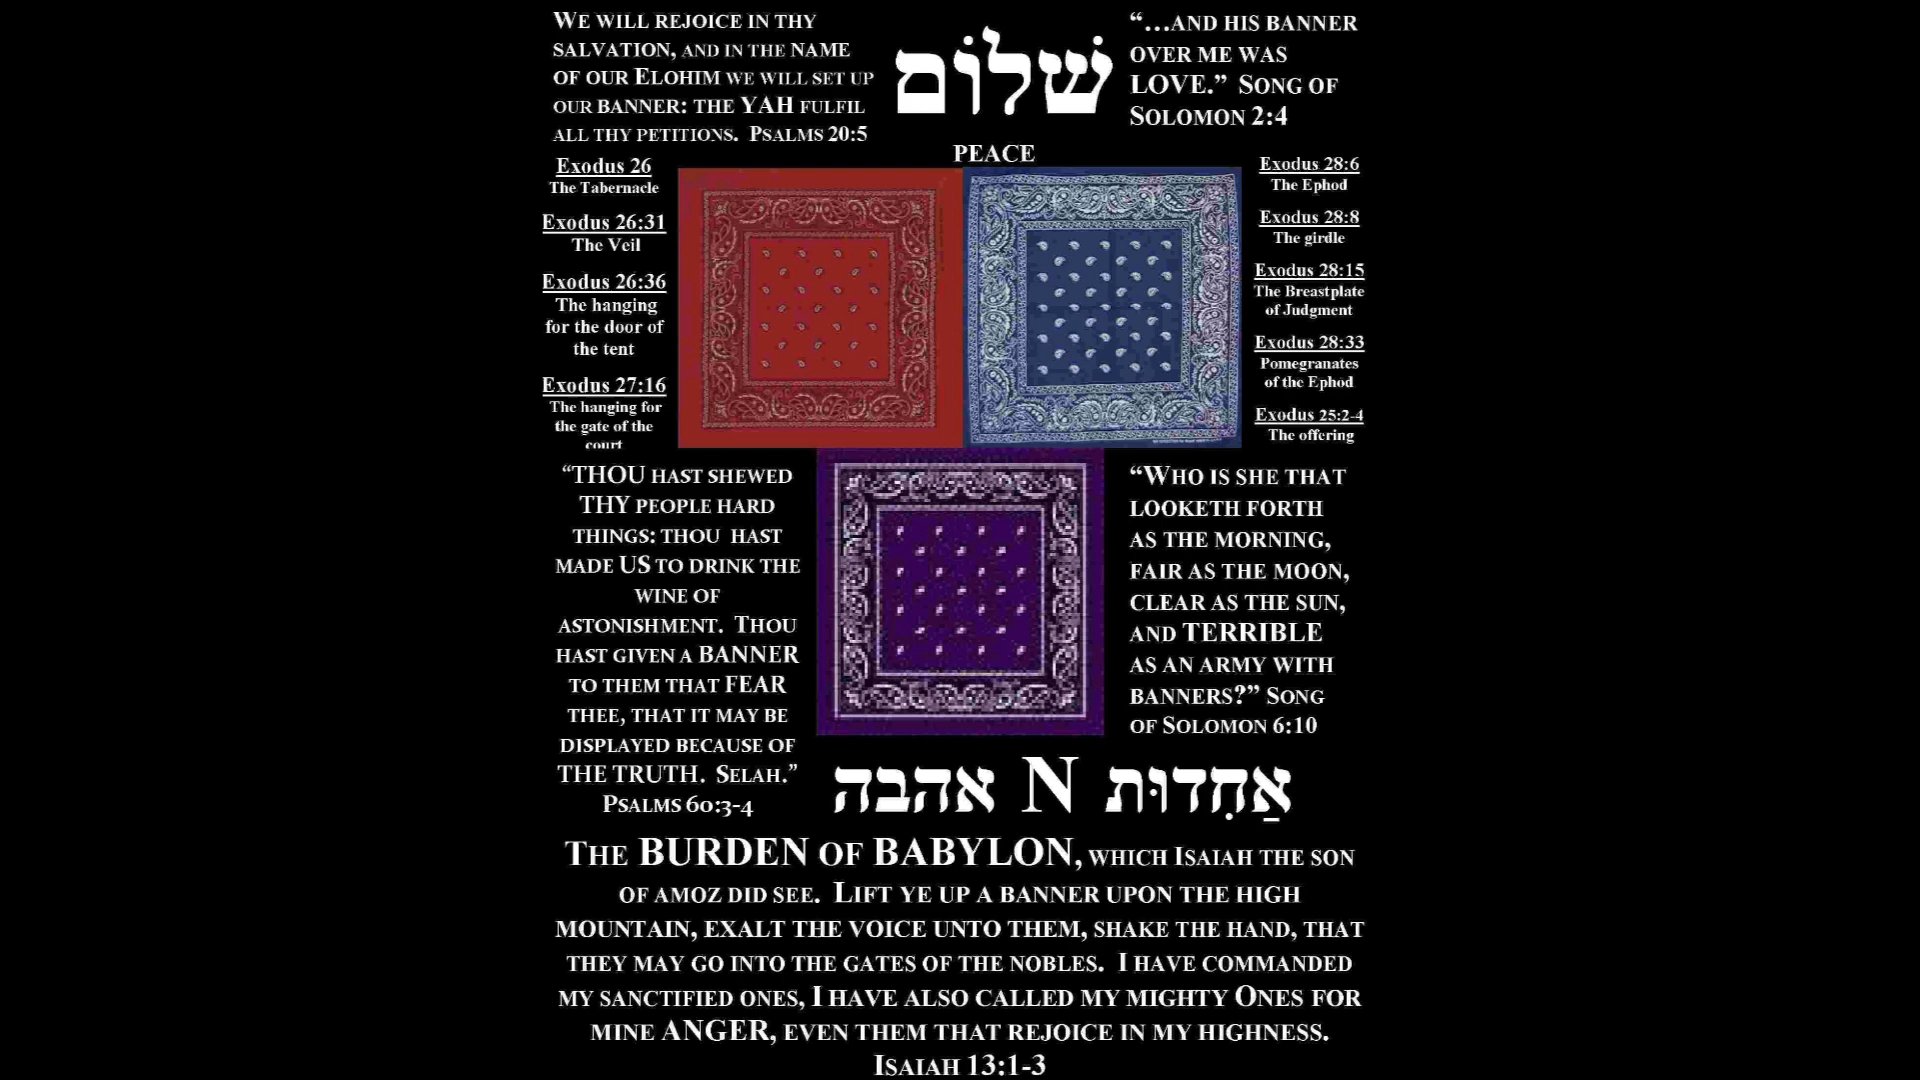 WE WILL REJOICE IN THY
SALVATION, AND IN THE NAME
OF OUR ELOHIM WE WILL SET UP
OUR BANNER: THE YAH FULFIL
ALL THY PETITIONS. PSALMS 20:5
שׁלוֹם
PEACE
“…AND HIS BANNER
OVER ME WAS
LOVE.” SONG OF
SOLOMON 2:4
Exodus 26
The Tabernacle
Exodus 26:31
The Veil
Exodus 26:36
The hanging
for the door of
the tent
Exodus 27:16
The hanging for
the gate of the
court
Exodus 28:6
The Ephod
Exodus 28:8
The girdle
Exodus 28:15
The Breastplate
of Judgment
Exodus 28:33
Pomegranates
of the Ephod
Exodus 25:2-4
The offering
“THOU HAST SHEWED
THY PEOPLE HARD
THINGS: THOU HAST
MADE US TO DRINK THE
WINE OF
ASTONISHMENT. THOU
HAST GIVEN A BANNER
TO THEM THAT FEAR
THEE, THAT IT MAY BE
DISPLAYED BECAUSE OF
THE TRUTH. SELAH.”
PSALMS 60:3-4
“WHO IS SHE THAT
LOOKETH FORTH
AS THE MORNING,
FAIR AS THE MOON,
CLEAR AS THE SUN,
AND TERRIBLE
AS AN ARMY WITH
BANNERS?” SONG
OF SOLOMON 6:10
אַחִדוּת N אהבה
THE BURDEN OF BABYLON, WHICH ISAIAH THE SON
OF AMOZ DID SEE. LIFT YE UP A BANNER UPON THE HIGH
MOUNTAIN, EXALT THE VOICE UNTO THEM, SHAKE THE HAND, THAT
THEY MAY GO INTO THE GATES OF THE NOBLES. I HAVE COMMANDED
MY SANCTIFIED ONES, I HAVE ALSO CALLED MY MIGHTY ONES FOR
MINE ANGER, EVEN THEM THAT REJOICE IN MY HIGHNESS.
ISAIAH 13:1-3